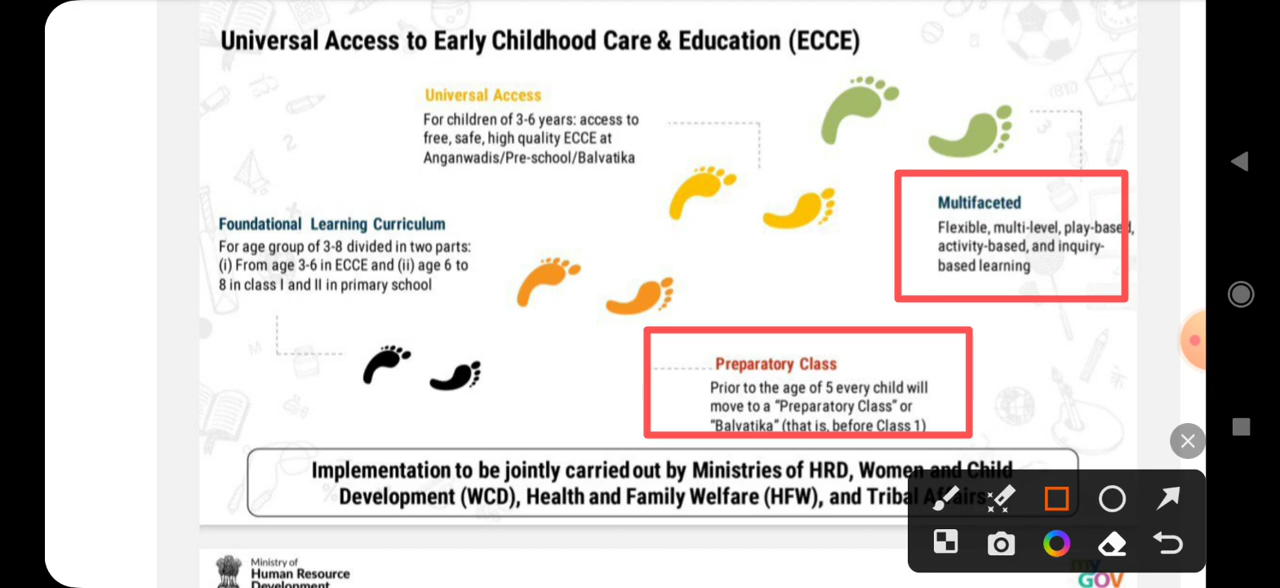 Universal Access to Early Childhood Care & Education (ECCE)
Universal Access
For children of 3-6 years: access to
free, safe, high quality ECCE at
Anganwadis/Pre-school/Balvatika
Multifaceted
Flexible, multi-level, play-based,
activity-based, and inquiry-
based learning
Foundational Learning Curriculum
For age group of 3-8 divided in two parts:
(i) From age 3-6 in ECCE and (ii) age 6 to
8 in class I and II in primary school
Preparatory Class
Prior to the age of 5 every child will
move to a "Preparatory Class" or
"Balvatika" (that is, before Class 1)
Implementation to be jointly carried out by Ministries of HRD, Women and Child
Development (WCD), Health and Family Welfare (HFW), and Tribal Affairs
Ministry of
Human Resource
Development
my
GOV